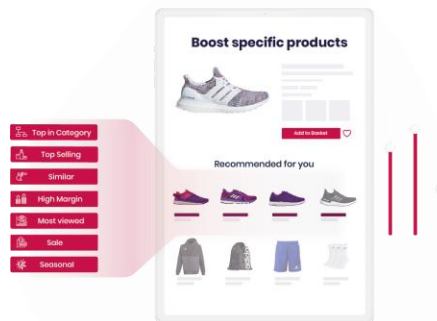 Boost specific products
Add to Basket
Recommended for you
Top in Category
Top Selling
Similar
High Margin
Most viewed
Sale
Seasonal